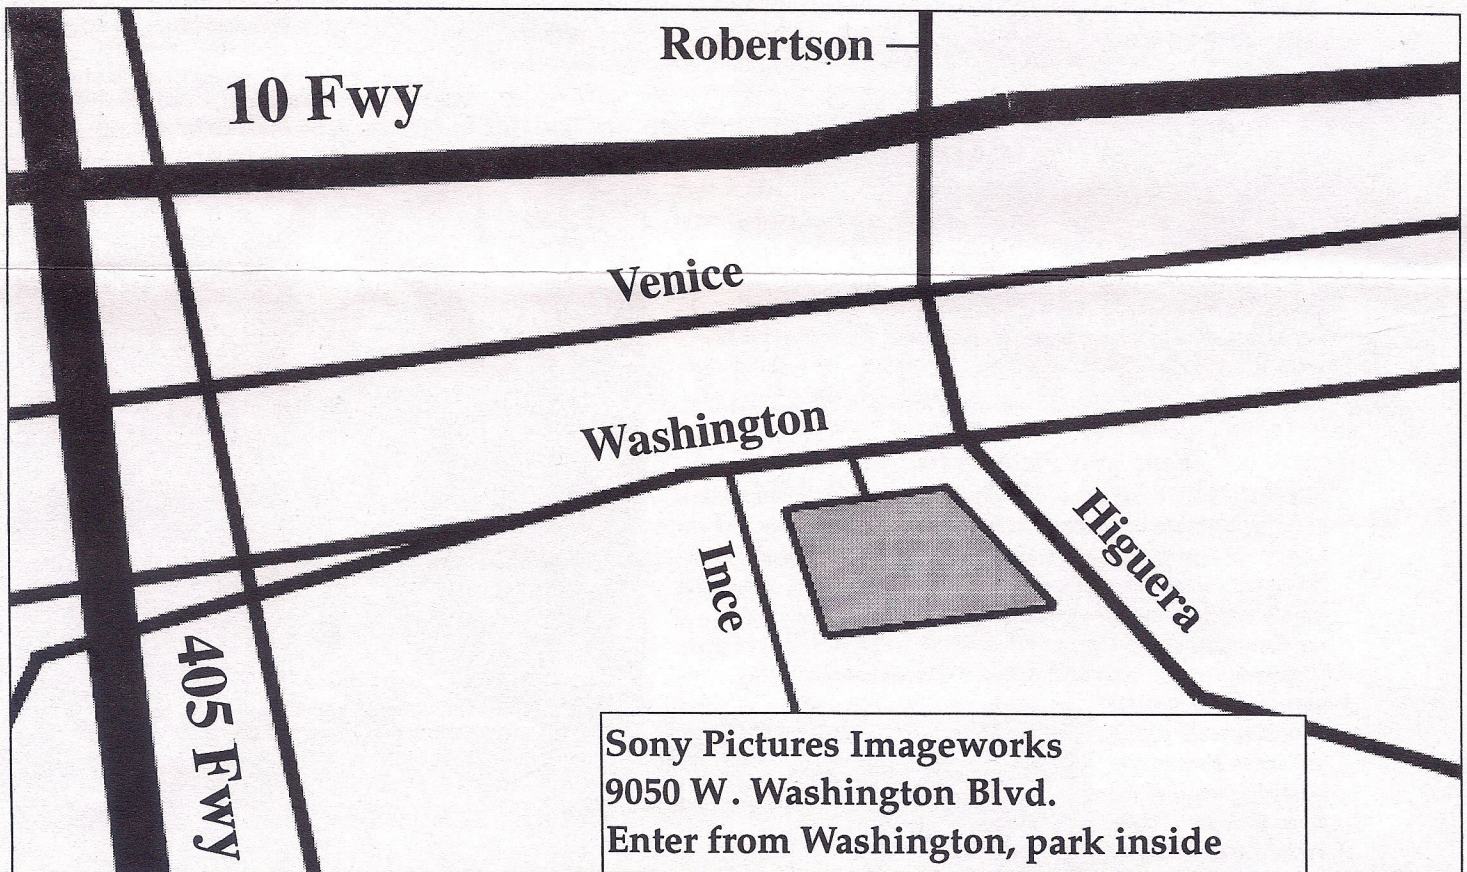 Robertson
10 Fwy
Venice
Washington
Higuera
Ince
405 Fwy
Sony Pictures Imageworks
9050 W. Washington Blvd.
Enter from Washington, park inside